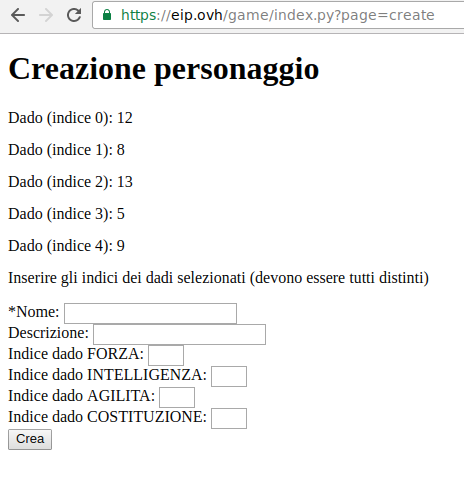 https://eip.ovh/game/index.py?page=create
Creazione personaggio
Dado (indice 0): 12
Dado (indice 1): 8
Dado (indice 2): 13
Dado (indice 3): 5
Dado (indice 4): 9
Inserire gli indici dei dadi selezionati (devono essere tutti distinti)
*Nome:
Descrizione:
Indice dado FORZA:
Indice dado INTELLIGENZA:
Indice dado AGILITA:
Indice dado COSTITUZIONE:
Crea